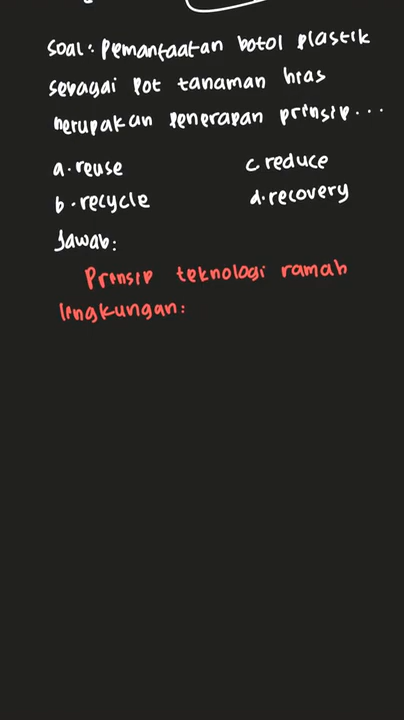 Soal: Pemanfaatan botol plastik
sebagai Pot tanaman hias
merupakan Penerapan prinsip...
a. reuse c. reduce
b. recycle d. recovery
Jawab:
Prinsip teknologi ramah
lingkungan: